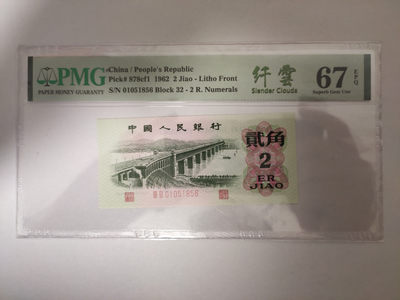 PMG
PAPER MONEY GUARANTY
China / People's Republic
Pick# 878cf1 1962 2 Jiao - Litho Front
S/N 01051856 Block 32 - 2 R. Numerals
纤雲
Slender Clouds
67 EPQ
Superb Gem Unc
中國人民銀行
貳角
2
ER
JIAO
01051856